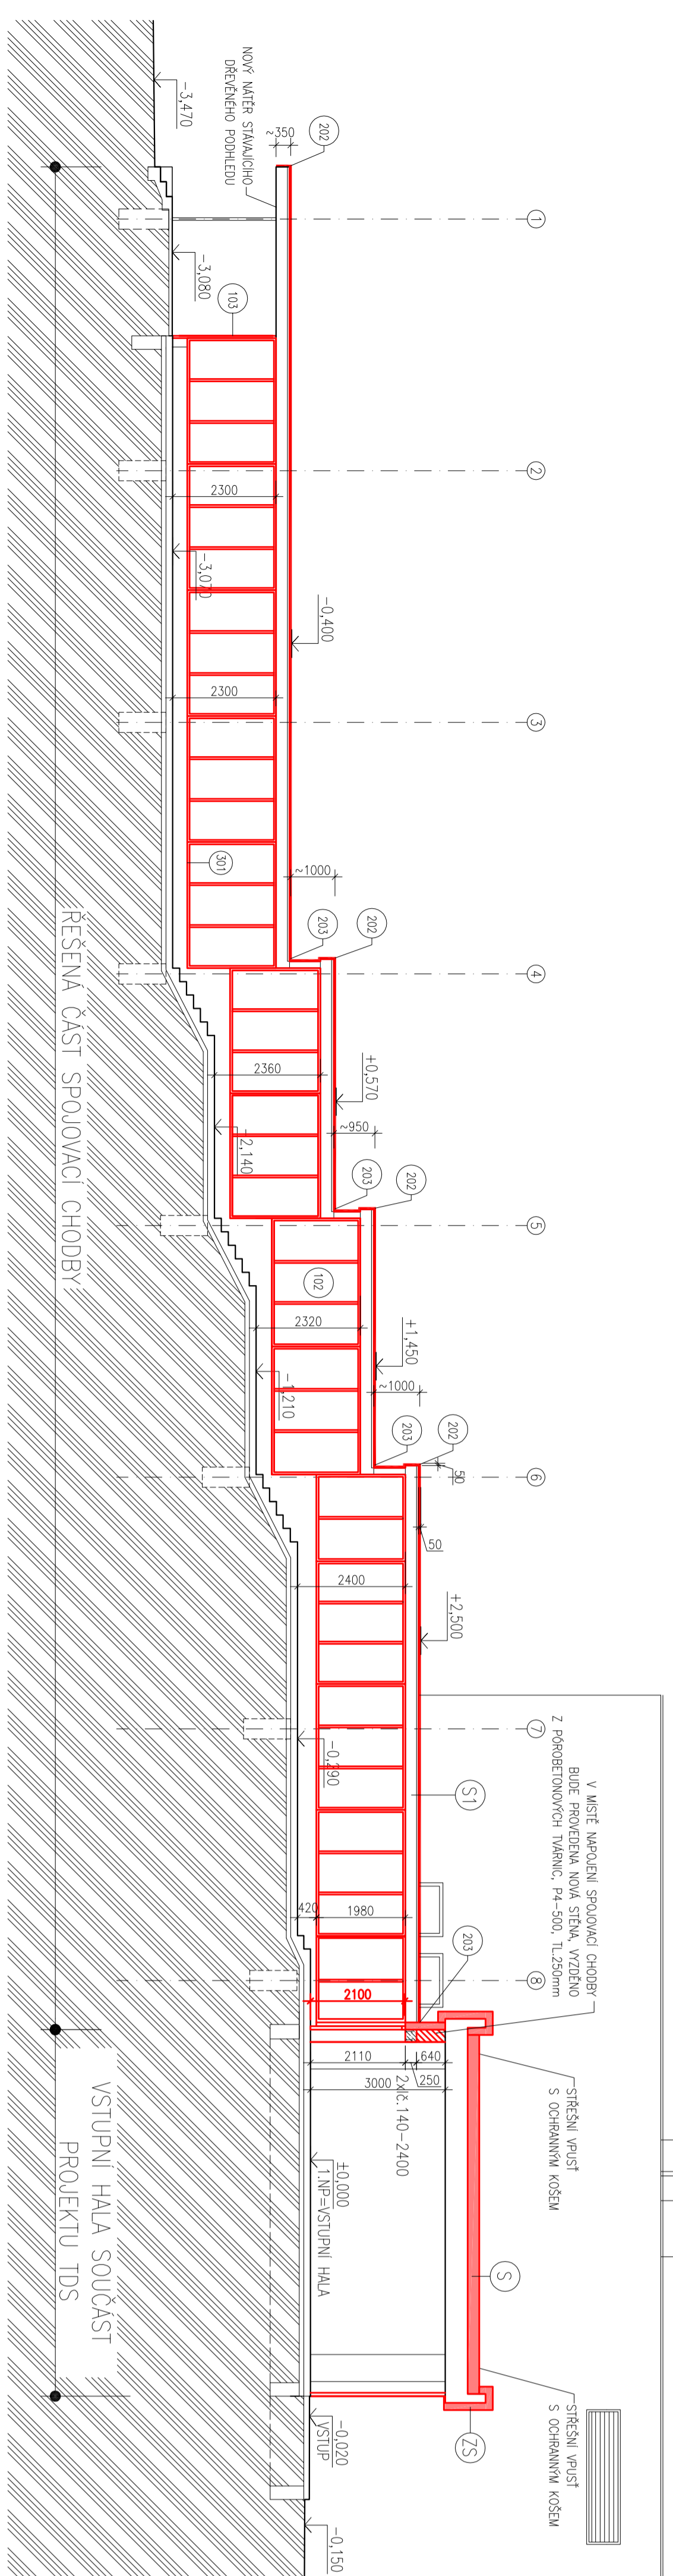 1
2
3
4
5
6
7
8
202
~350
NOVÝ NÁTĚR STÁVAJÍCÍHO
DŘEVĚNÉHO PODHLEDU
-3,470
-3,080
103
2300
-3,070
-0,400
2300
301
~1000
203
202
2360
+0,570
-2,140
~950
203
202
102
2320
+1,450
-1,210
~1000
203
202
50
50
2400
+2,500
-0,290
S1
V MÍSTĚ NAPOJENÍ SPOJOVACÍ CHODBY
BUDE PROVEDENA NOVÁ STĚNA, VYZDĚNO
Z PÓROBETONOVÝCH TVÁRNIC, P4-500, TL.250mm
420
1980
203
2100
2110
250
640
3000
2xIč.140-2400
±0,000
1.NP=VSTUPNÍ HALA
STŘEŠNÍ VPUSŤ
S OCHRANNÝM KOŠEM
S
STŘEŠNÍ VPUSŤ
S OCHRANNÝM KOŠEM
ZS
-0,020
VSTUP
-0,150
ŘEŠENÁ ČÁST SPOJOVACÍ CHODBY
VSTUPNÍ HALA SOUČÁST
PROJEKTU TDS